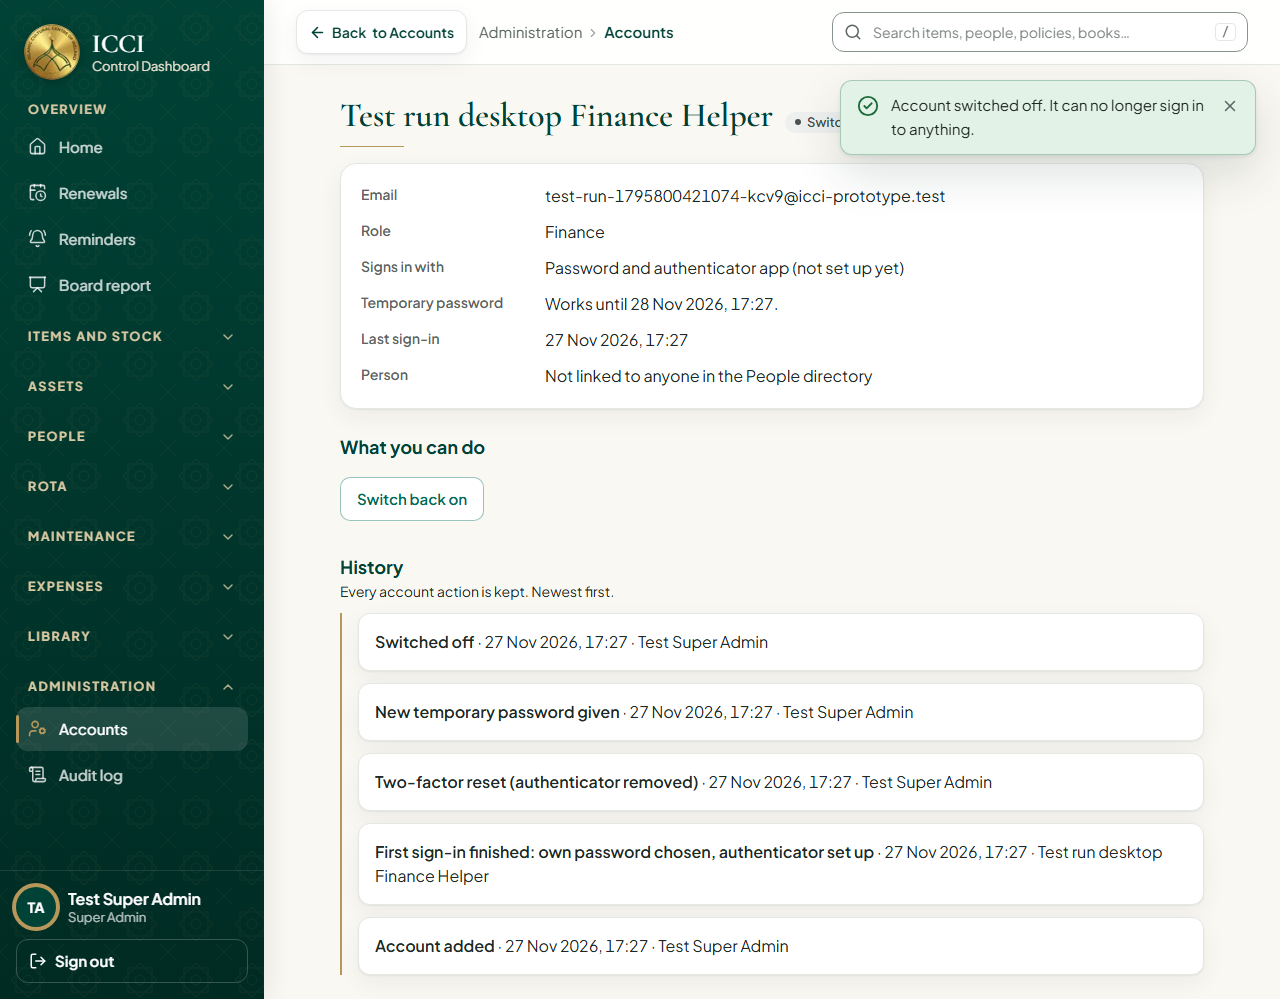 ICCI
Control Dashboard
OVERVIEW
Home
Renewals
Reminders
Board report
ITEMS AND STOCK
ASSETS
PEOPLE
ROTA
MAINTENANCE
EXPENSES
LIBRARY
ADMINISTRATION
Accounts
Audit log
TA
Test Super Admin
Super Admin
Sign out
Back to Accounts
Administration > Accounts
Search items, people, policies, books…
/
Account switched off. It can no longer sign in
to anything.
Test run desktop Finance Helper
Email test-run-1795800421074-kcv9@icci-prototype.test
Role Finance
Signs in with Password and authenticator app (not set up yet)
Temporary password Works until 28 Nov 2026, 17:27.
Last sign-in 27 Nov 2026, 17:27
Person Not linked to anyone in the People directory
What you can do
Switch back on
History
Every account action is kept. Newest first.
Switched off · 27 Nov 2026, 17:27 · Test Super Admin
New temporary password given · 27 Nov 2026, 17:27 · Test Super Admin
Two-factor reset (authenticator removed) · 27 Nov 2026, 17:27 · Test Super Admin
First sign-in finished: own password chosen, authenticator set up · 27 Nov 2026, 17:27 · Test run desktop
Finance Helper
Account added · 27 Nov 2026, 17:27 · Test Super Admin